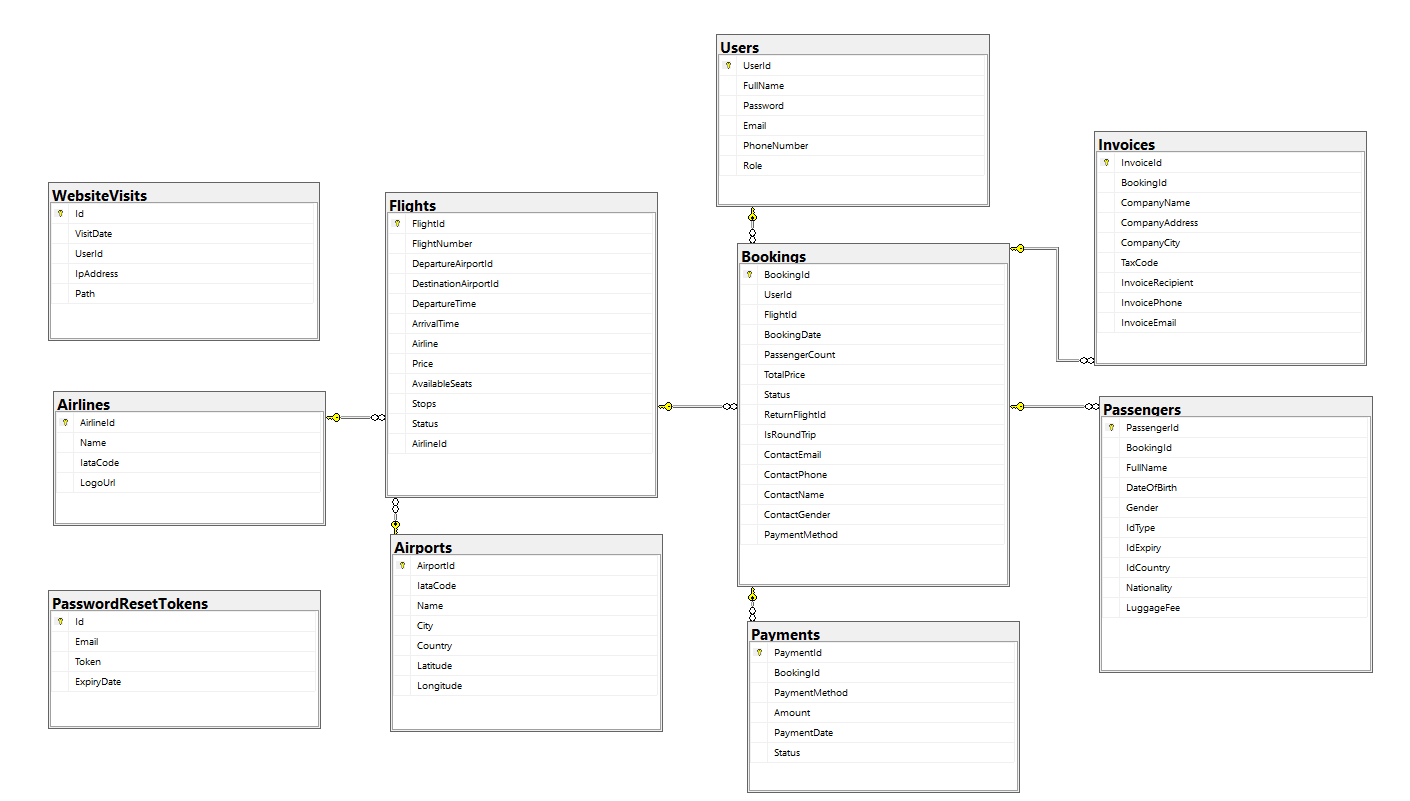 Users
UserId
FullName
Password
Email
PhoneNumber
Role
Invoices
InvoiceId
BookingId
CompanyName
CompanyAddress
CompanyCity
TaxCode
InvoiceRecipient
InvoicePhone
InvoiceEmail
WebsiteVisits
Id
VisitDate
UserId
IpAddress
Path
Flights
FlightId
FlightNumber
DepartureAirportId
DestinationAirportId
DepartureTime
ArrivalTime
Airline
Price
AvailableSeats
Stops
Status
AirlineId
Bookings
BookingId
UserId
FlightId
BookingDate
PassengerCount
TotalPrice
Status
ReturnFlightId
IsRoundTrip
ContactEmail
ContactPhone
ContactName
ContactGender
PaymentMethod
Airlines
AirlineId
Name
IataCode
LogoUrl
Passengers
PassengerId
BookingId
FullName
DateOfBirth
Gender
IdType
IdExpiry
IdCountry
Nationality
LuggageFee
Airports
AirportId
IataCode
Name
City
Country
Latitude
Longitude
PasswordResetTokens
Id
Email
Token
ExpiryDate
Payments
PaymentId
BookingId
PaymentMethod
Amount
PaymentDate
Status